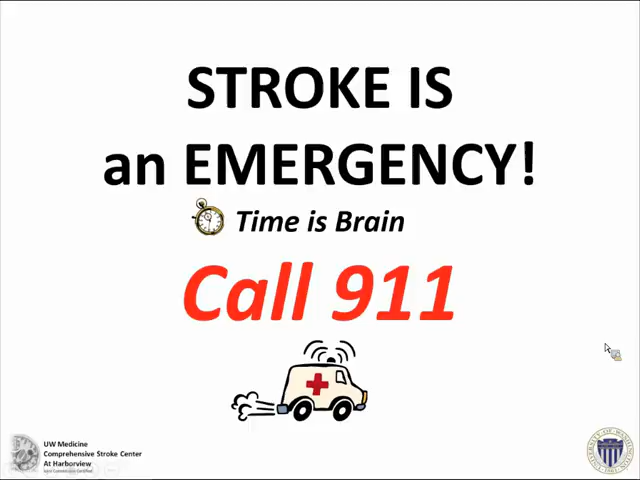 STROKE IS
an EMERGENCY!
Time is Brain
Call 911
UW Medicine
Comprehensive Stroke Center
At Harborview